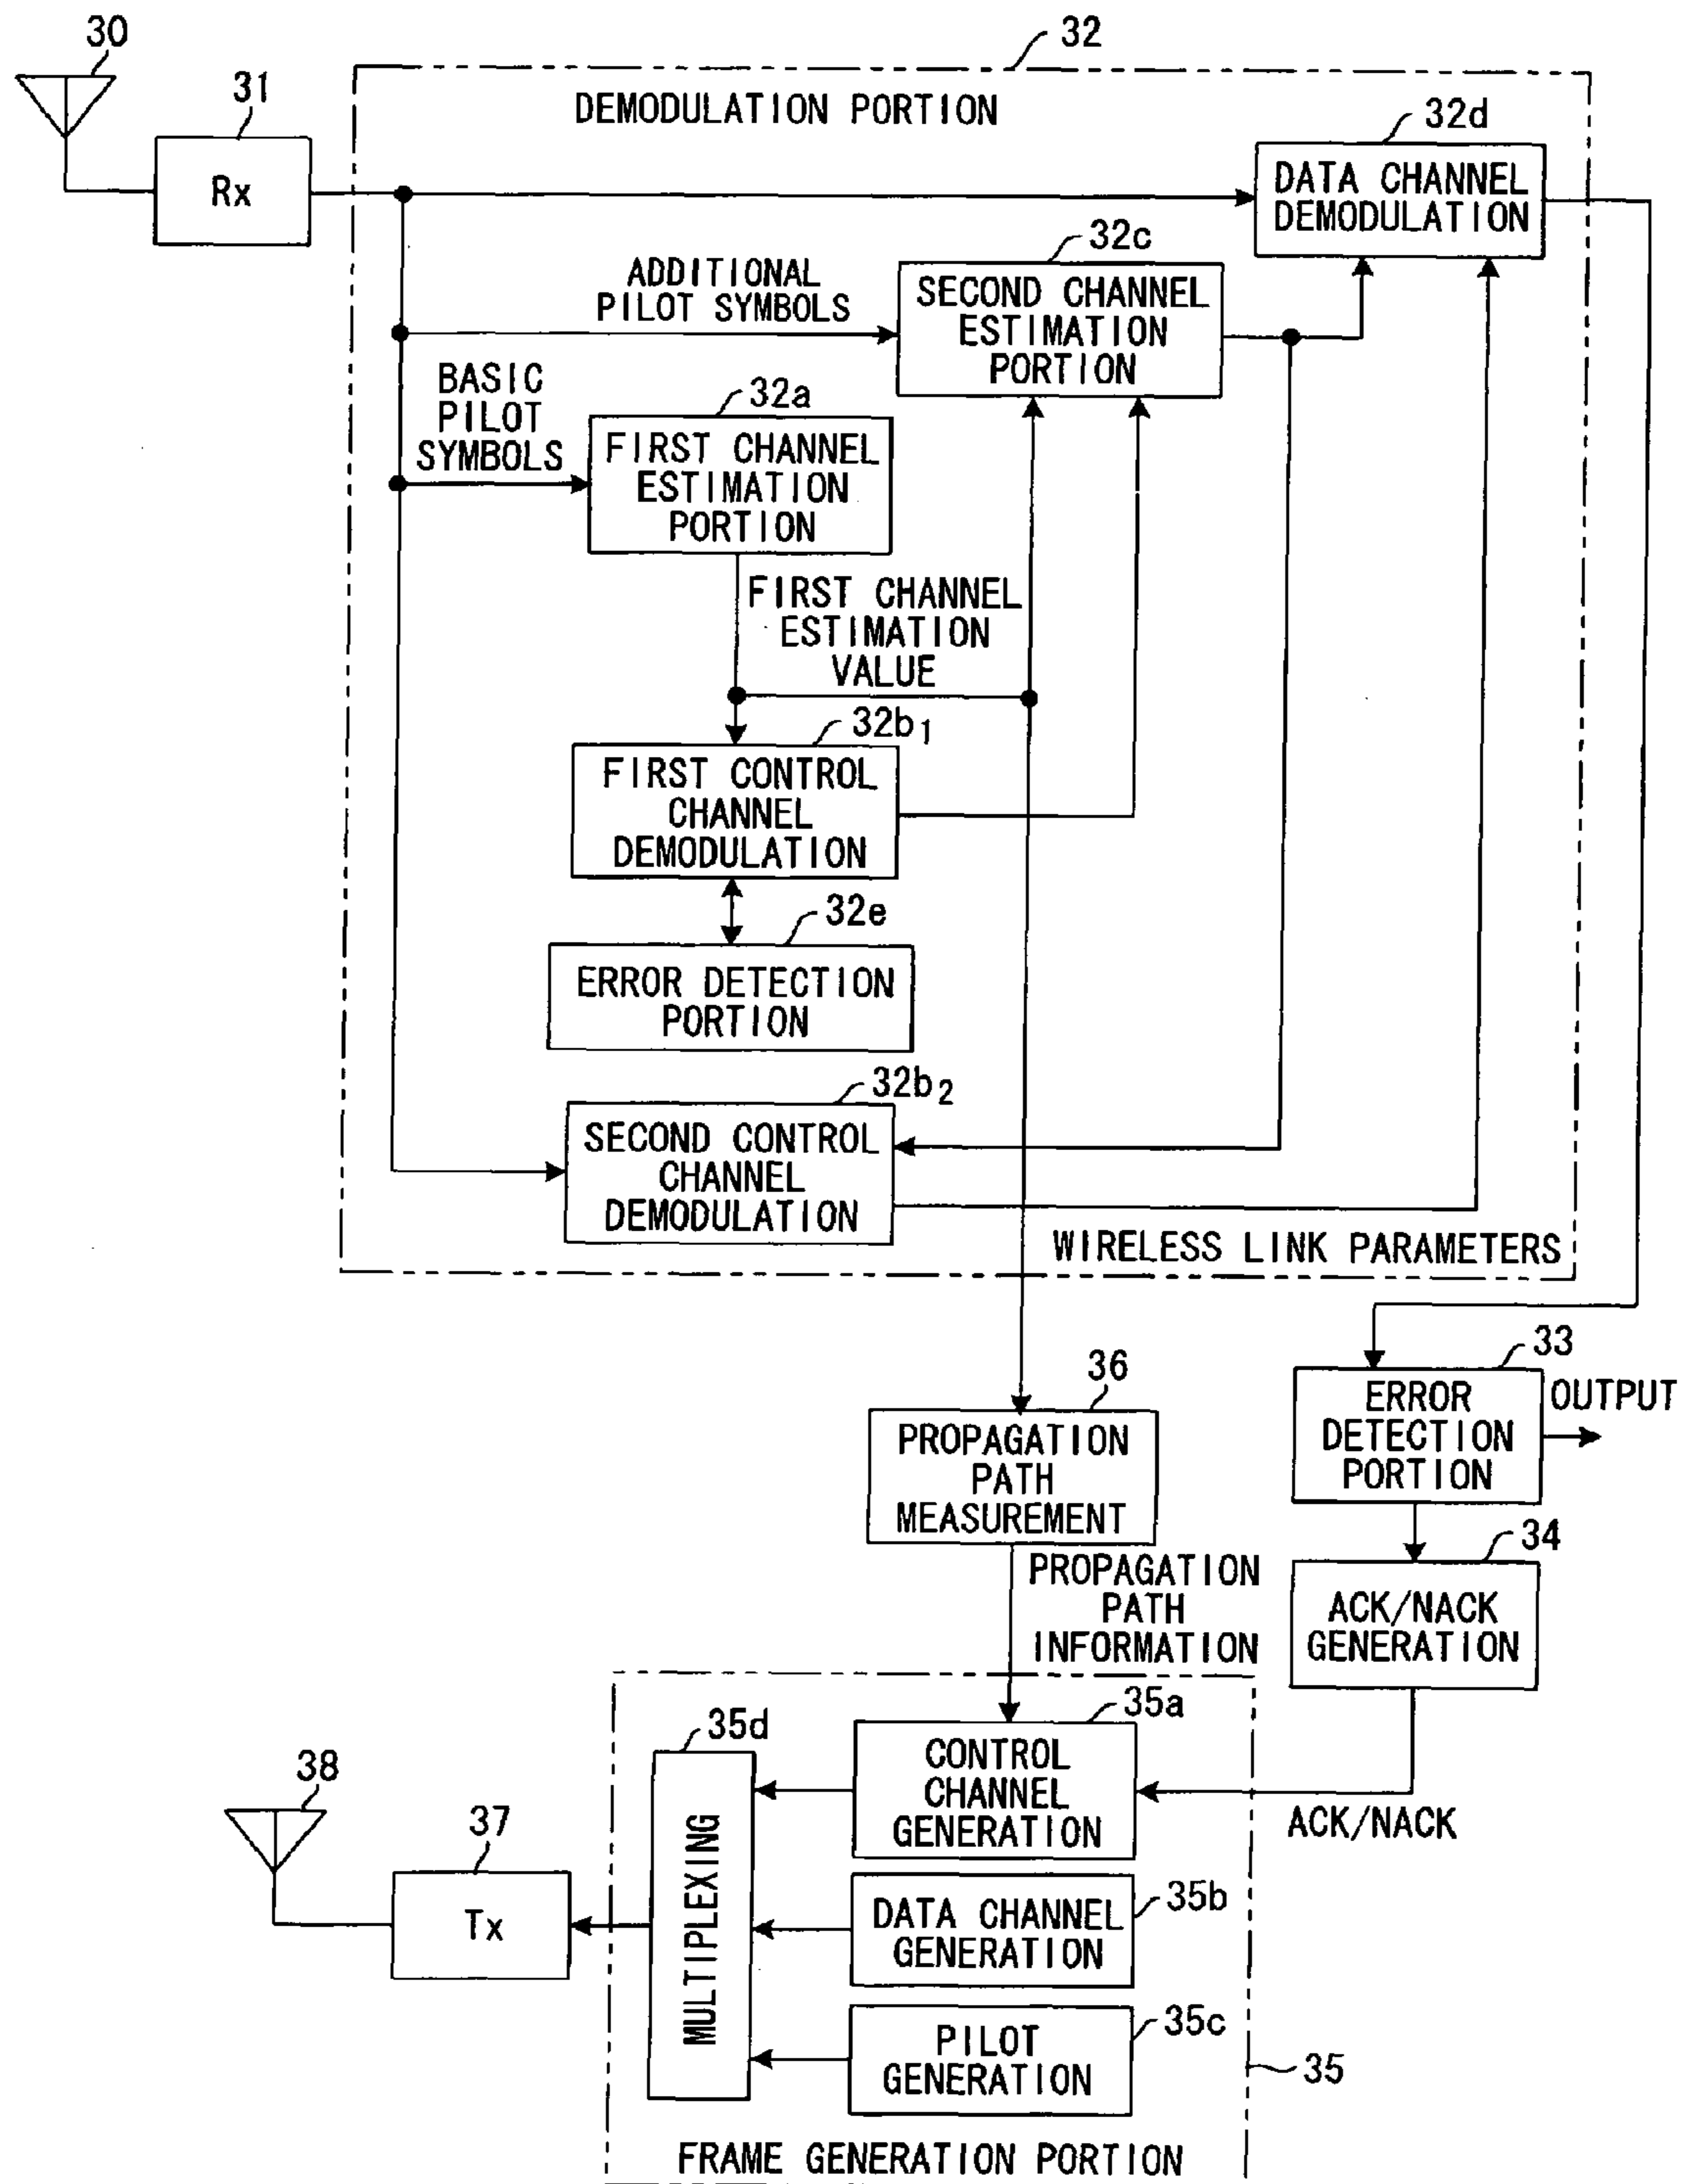 30
32
31
DEMODULATION PORTION
32d
Rx
DATA CHANNEL
DEMODULATION
32c
ADDITIONAL
PILOT SYMBOLS
SECOND CHANNEL
ESTIMATION
PORTION
BASIC
PILOT
SYMBOLS
32a
FIRST CHANNEL
ESTIMATION
PORTION
FIRST CHANNEL
ESTIMATION
VALUE
32b1
FIRST CONTROL
CHANNEL
DEMODULATION
32e
ERROR DETECTION
PORTION
32b2
SECOND CONTROL
CHANNEL
DEMODULATION
WIRELESS LINK PARAMETERS
33
36
ERROR
DETECTION
PORTION
OUTPUT
PROPAGATION
PATH
MEASUREMENT
34
PROPAGATION
PATH
INFORMATION
ACK/NACK
GENERATION
35a
35d
CONTROL
CHANNEL
GENERATION
ACK/NACK
38
37
Tx
MULTIPLEXING
35b
DATA CHANNEL
GENERATION
35c
PILOT
GENERATION
35
FRAME GENERATION PORTION